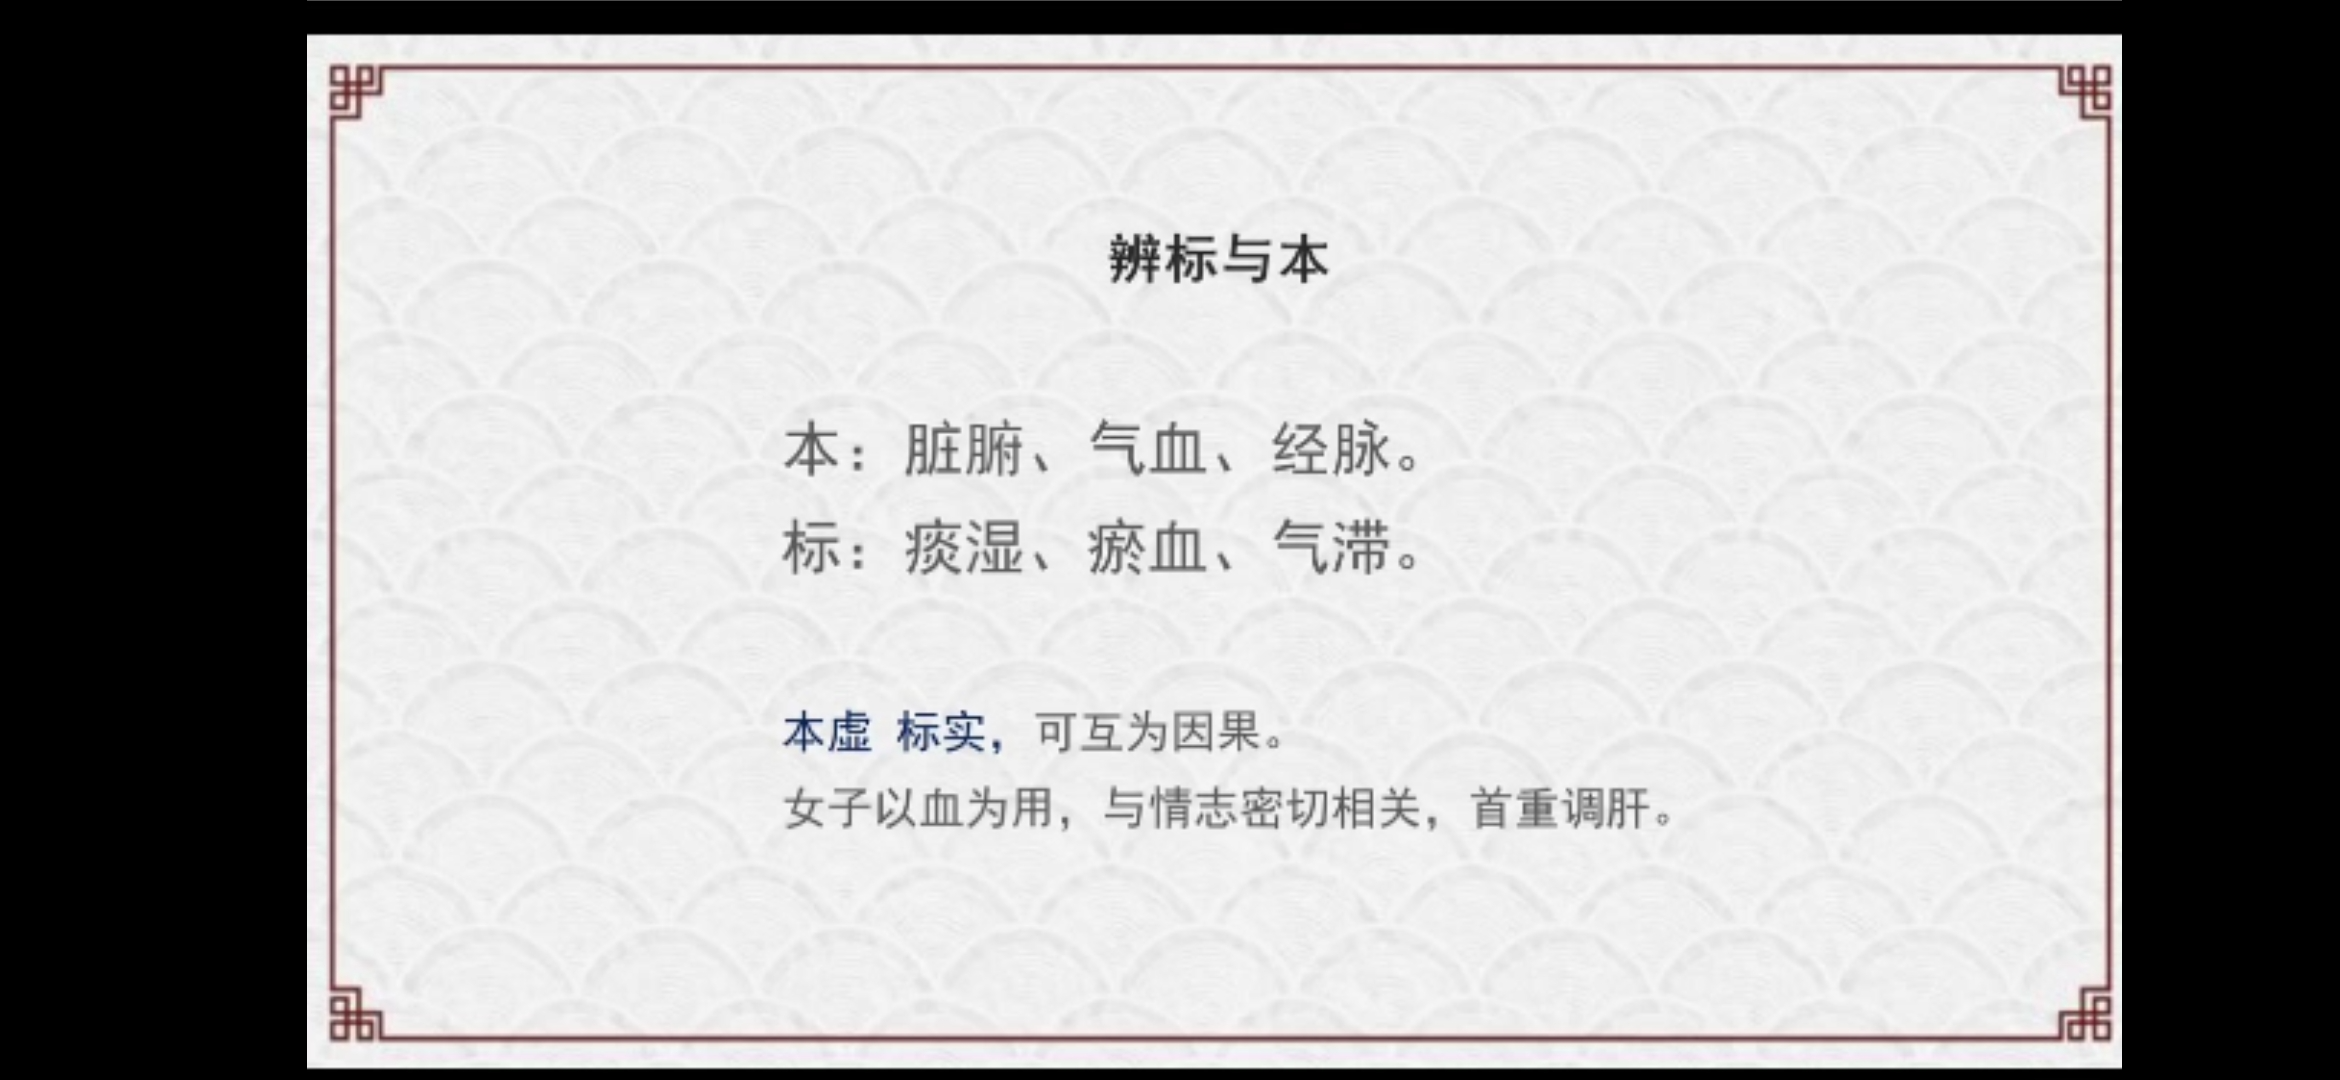 辨标与本
本：脏腑、气血、经脉。
标：痰湿、瘀血、气滞。
本虚 标实，可互为因果。
女子以血为用，与情志密切相关，首重调肝。